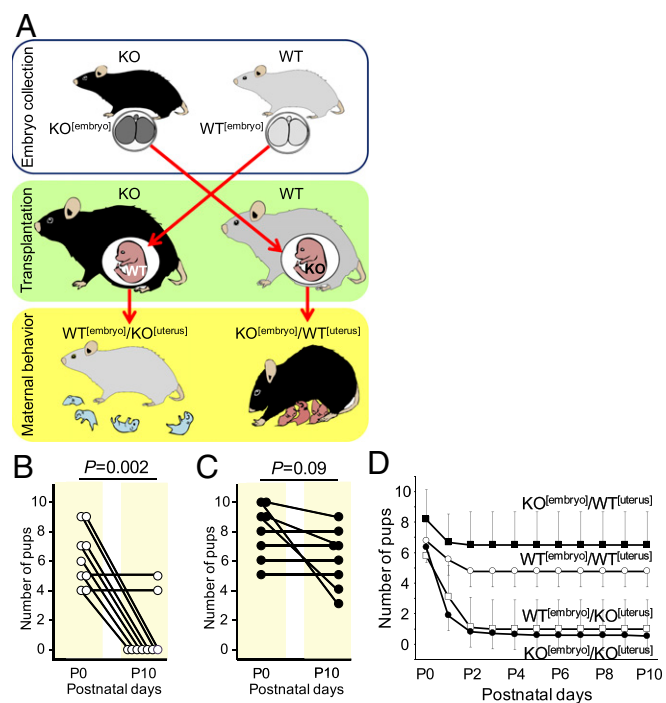 A
Embryo collection
KO
WT
KO[embryo]
WT[embryo]
Transplantation
KO
WT
WT
KO
Maternal behavior
WT[embryo]/KO[uterus]
KO[embryo]/WT[uterus]
B
P=0.002
Number of pups
10
8
6
4
2
0
P0
P10
Postnatal days
C
P=0.09
Number of pups
10
8
6
4
2
0
P0
P10
Postnatal days
D
Number of pups
10
8
6
4
2
0
KO[embryo]/WT[uterus]
WT[embryo]/WT[uterus]
WT[embryo]/KO[uterus]
KO[embryo]/KO[uterus]
P0
P2
P4
P6
P8
P10
Postnatal days